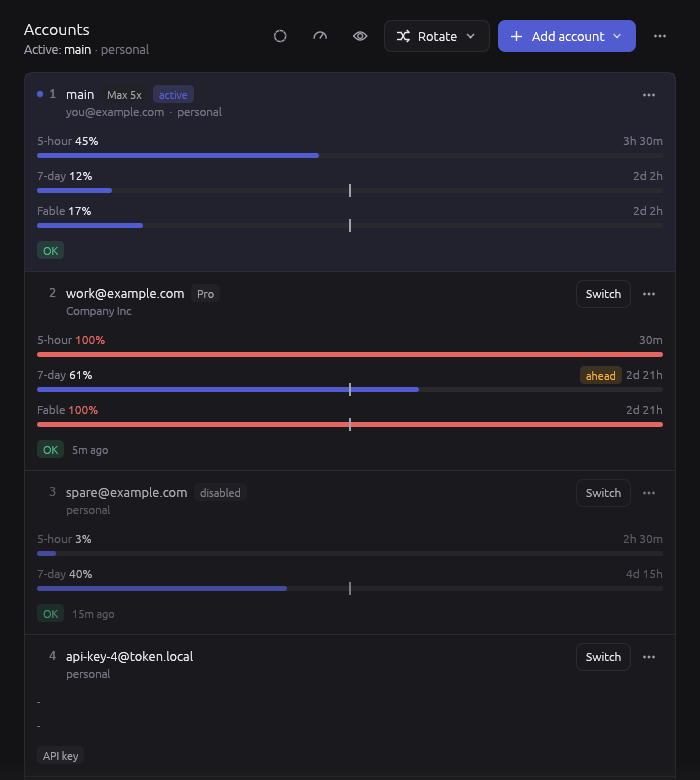 Accounts
Active: main · personal
Rotate
Add account
1 main Max 5x active
you@example.com · personal
5-hour 45% 3h 30m
7-day 12% 2d 2h
Fable 17% 2d 2h
OK
2 work@example.com Pro Switch
Company Inc
5-hour 100% 30m
7-day 61% ahead 2d 21h
Fable 100% 2d 21h
OK 5m ago
3 spare@example.com disabled Switch
personal
5-hour 3% 2h 30m
7-day 40% 4d 15h
OK 15m ago
4 api-key-4@token.local Switch
personal
-
-
API key